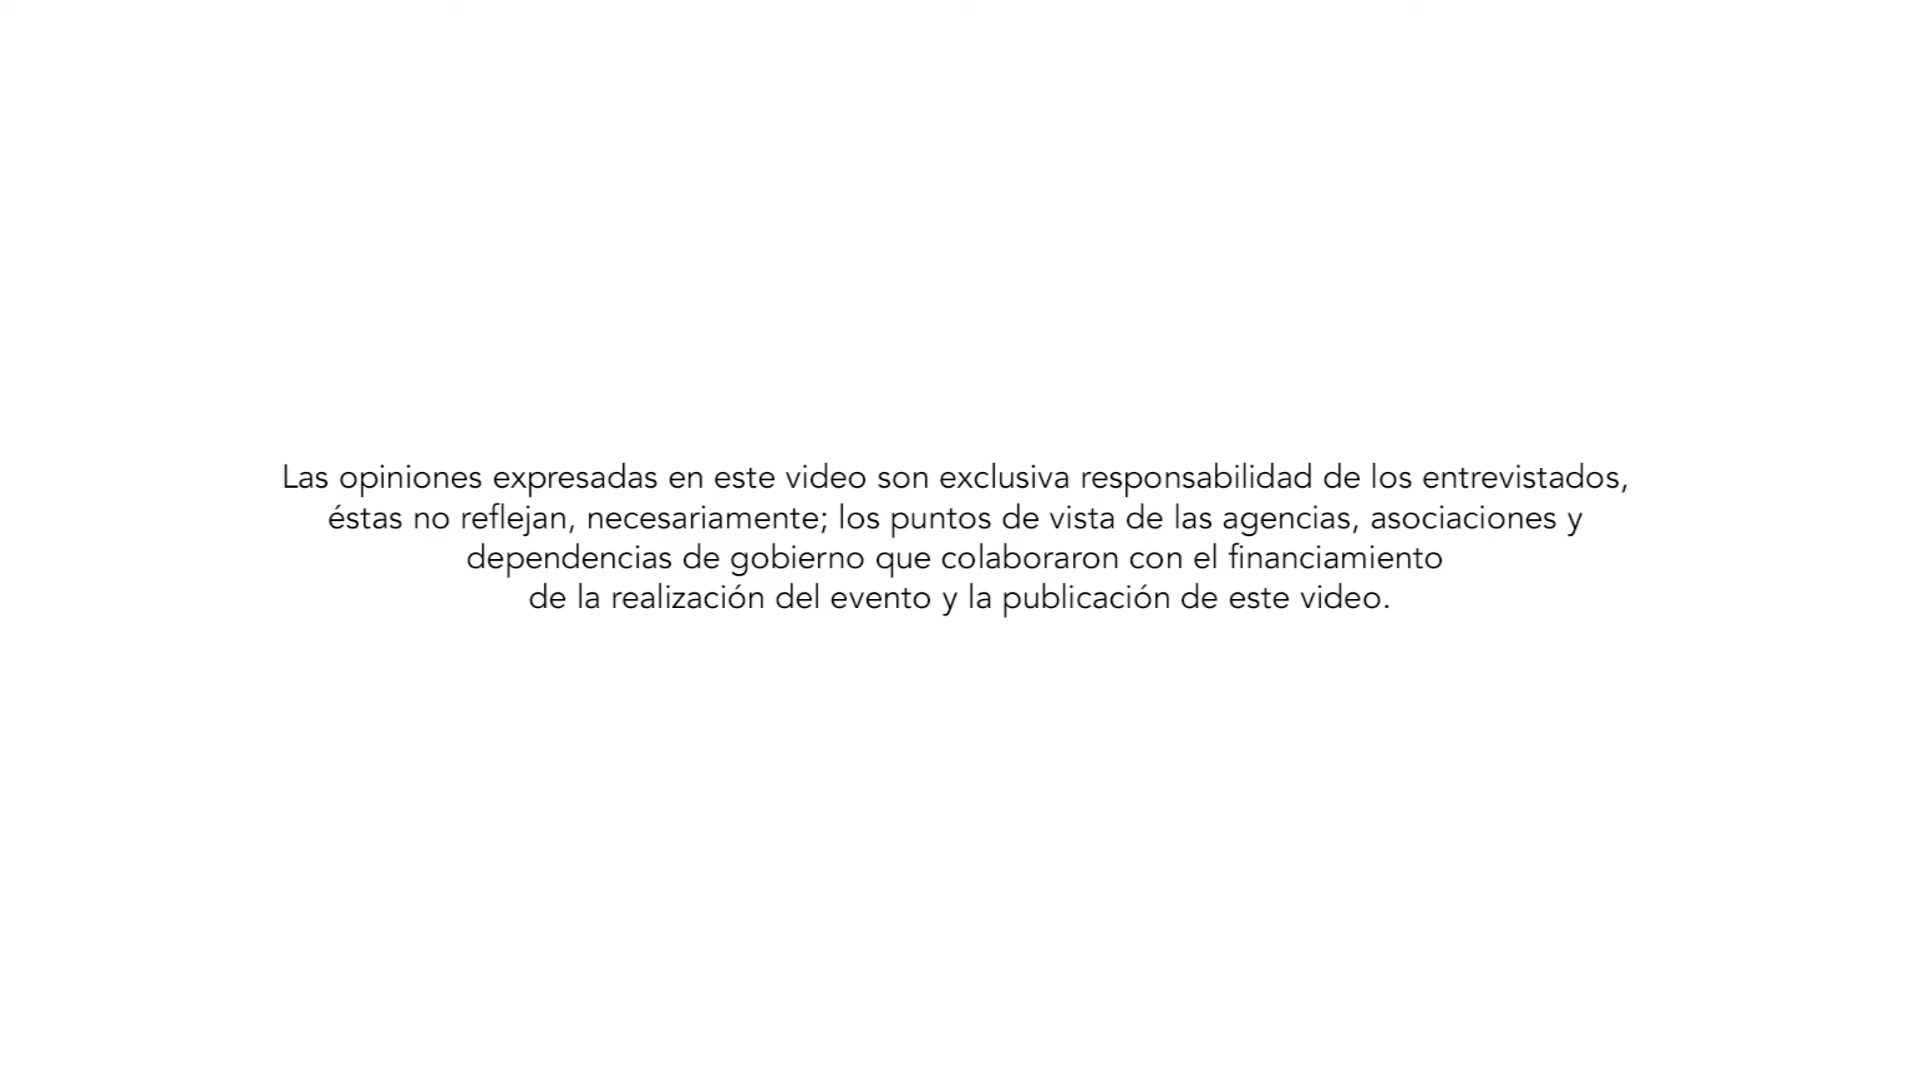 Las opiniones expresadas en este video son exclusiva responsabilidad de los entrevistados,
éstas no reflejan, necesariamente; los puntos de vista de las agencias, asociaciones y
dependencias de gobierno que colaboraron con el financiamiento
de la realización del evento y la publicación de este video.